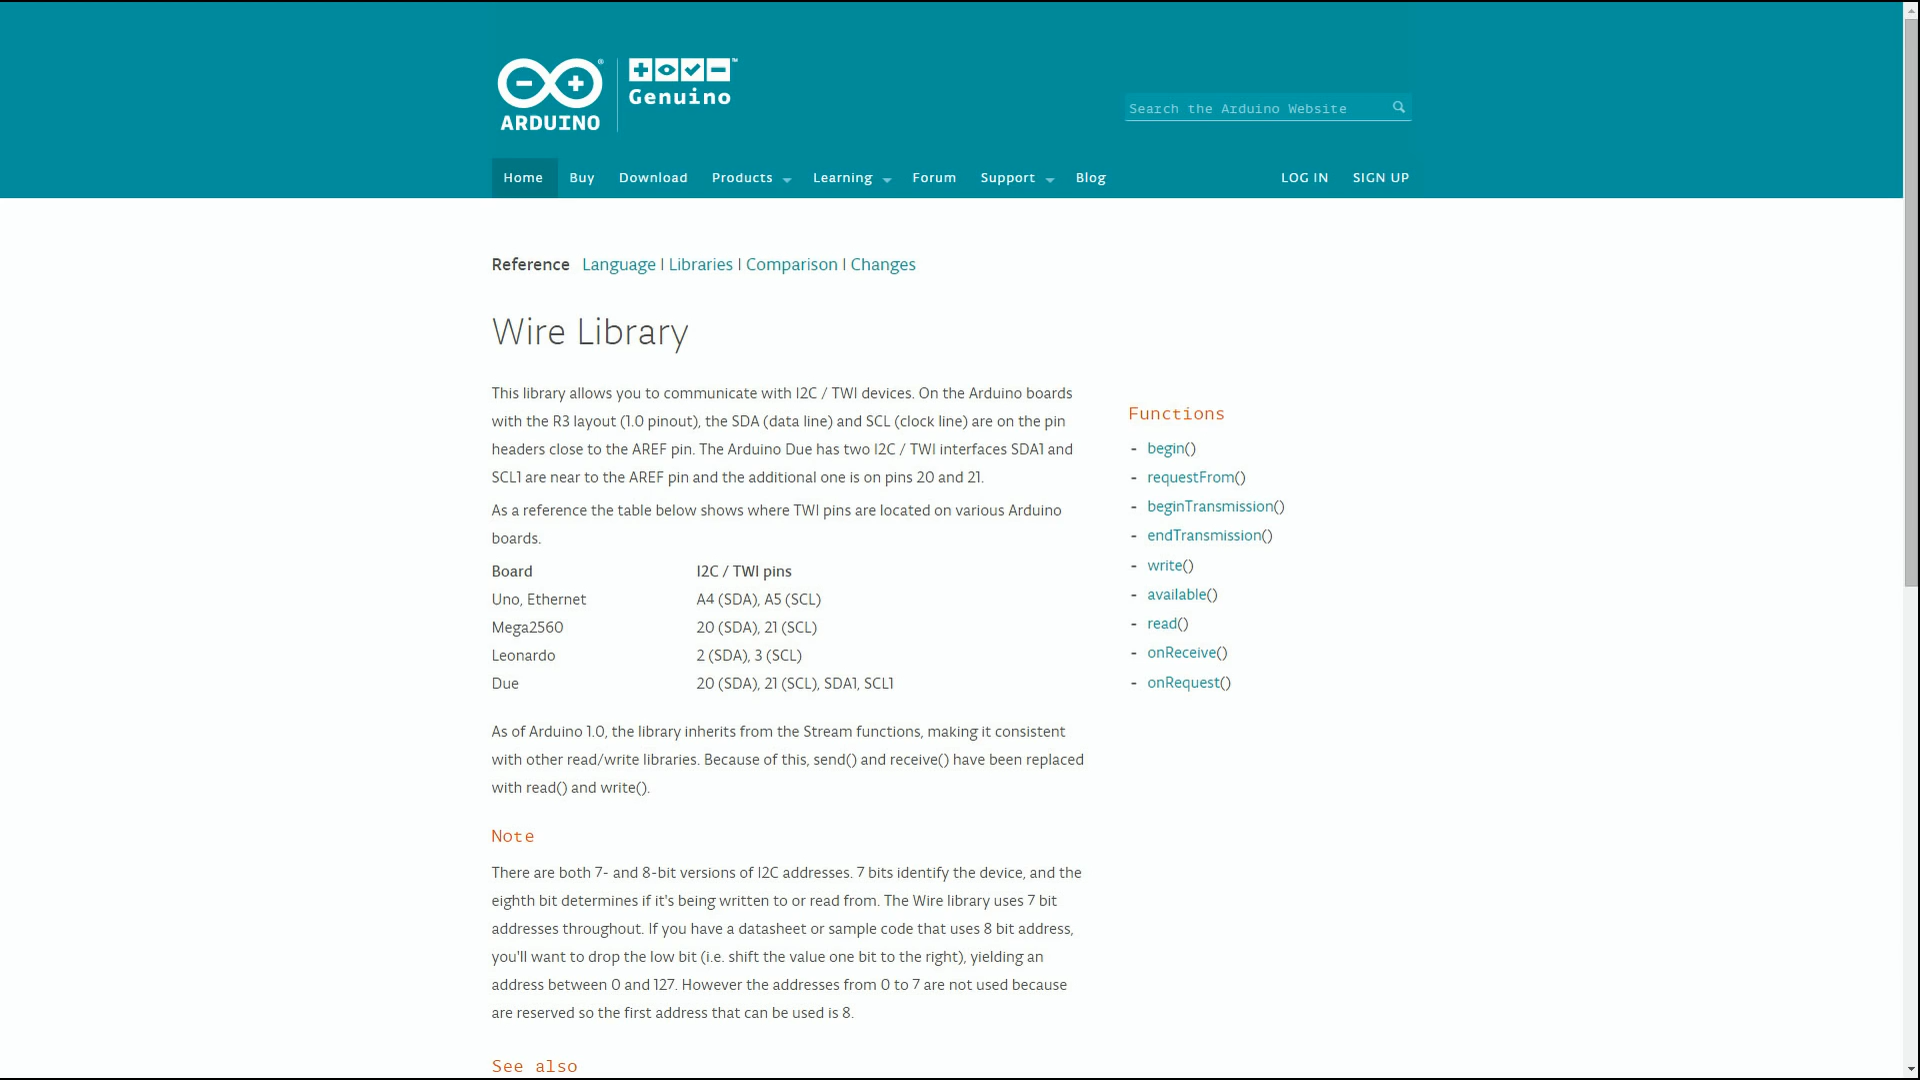 ARDUINO
Genuino
Search the Arduino Website
Home Buy Download Products Learning Forum Support Blog LOG IN SIGN UP
Reference Language | Libraries | Comparison | Changes
Wire Library
This library allows you to communicate with I2C / TWI devices. On the Arduino boards
with the R3 layout (1.0 pinout), the SDA (data line) and SCL (clock line) are on the pin
headers close to the AREF pin. The Arduino Due has two I2C / TWI interfaces SDA1 and
SCL1 are near to the AREF pin and the additional one is on pins 20 and 21.
As a reference the table below shows where TWI pins are located on various Arduino
boards.
Board I2C / TWI pins
Uno, Ethernet A4 (SDA), A5 (SCL)
Mega2560 20 (SDA), 21 (SCL)
Leonardo 2 (SDA), 3 (SCL)
Due 20 (SDA), 21 (SCL), SDA1, SCL1
As of Arduino 1.0, the library inherits from the Stream functions, making it consistent
with other read/write libraries. Because of this, send() and receive() have been replaced
with read() and write().
Note
There are both 7- and 8-bit versions of I2C addresses. 7 bits identify the device, and the
eighth bit determines if it's being written to or read from. The Wire library uses 7 bit
addresses throughout. If you have a datasheet or sample code that uses 8 bit address,
you'll want to drop the low bit (i.e. shift the value one bit to the right), yielding an
address between 0 and 127. However the addresses from 0 to 7 are not used because
are reserved so the first address that can be used is 8.
See also
Functions
- begin()
- requestFrom()
- beginTransmission()
- endTransmission()
- write()
- available()
- read()
- onReceive()
- onRequest()